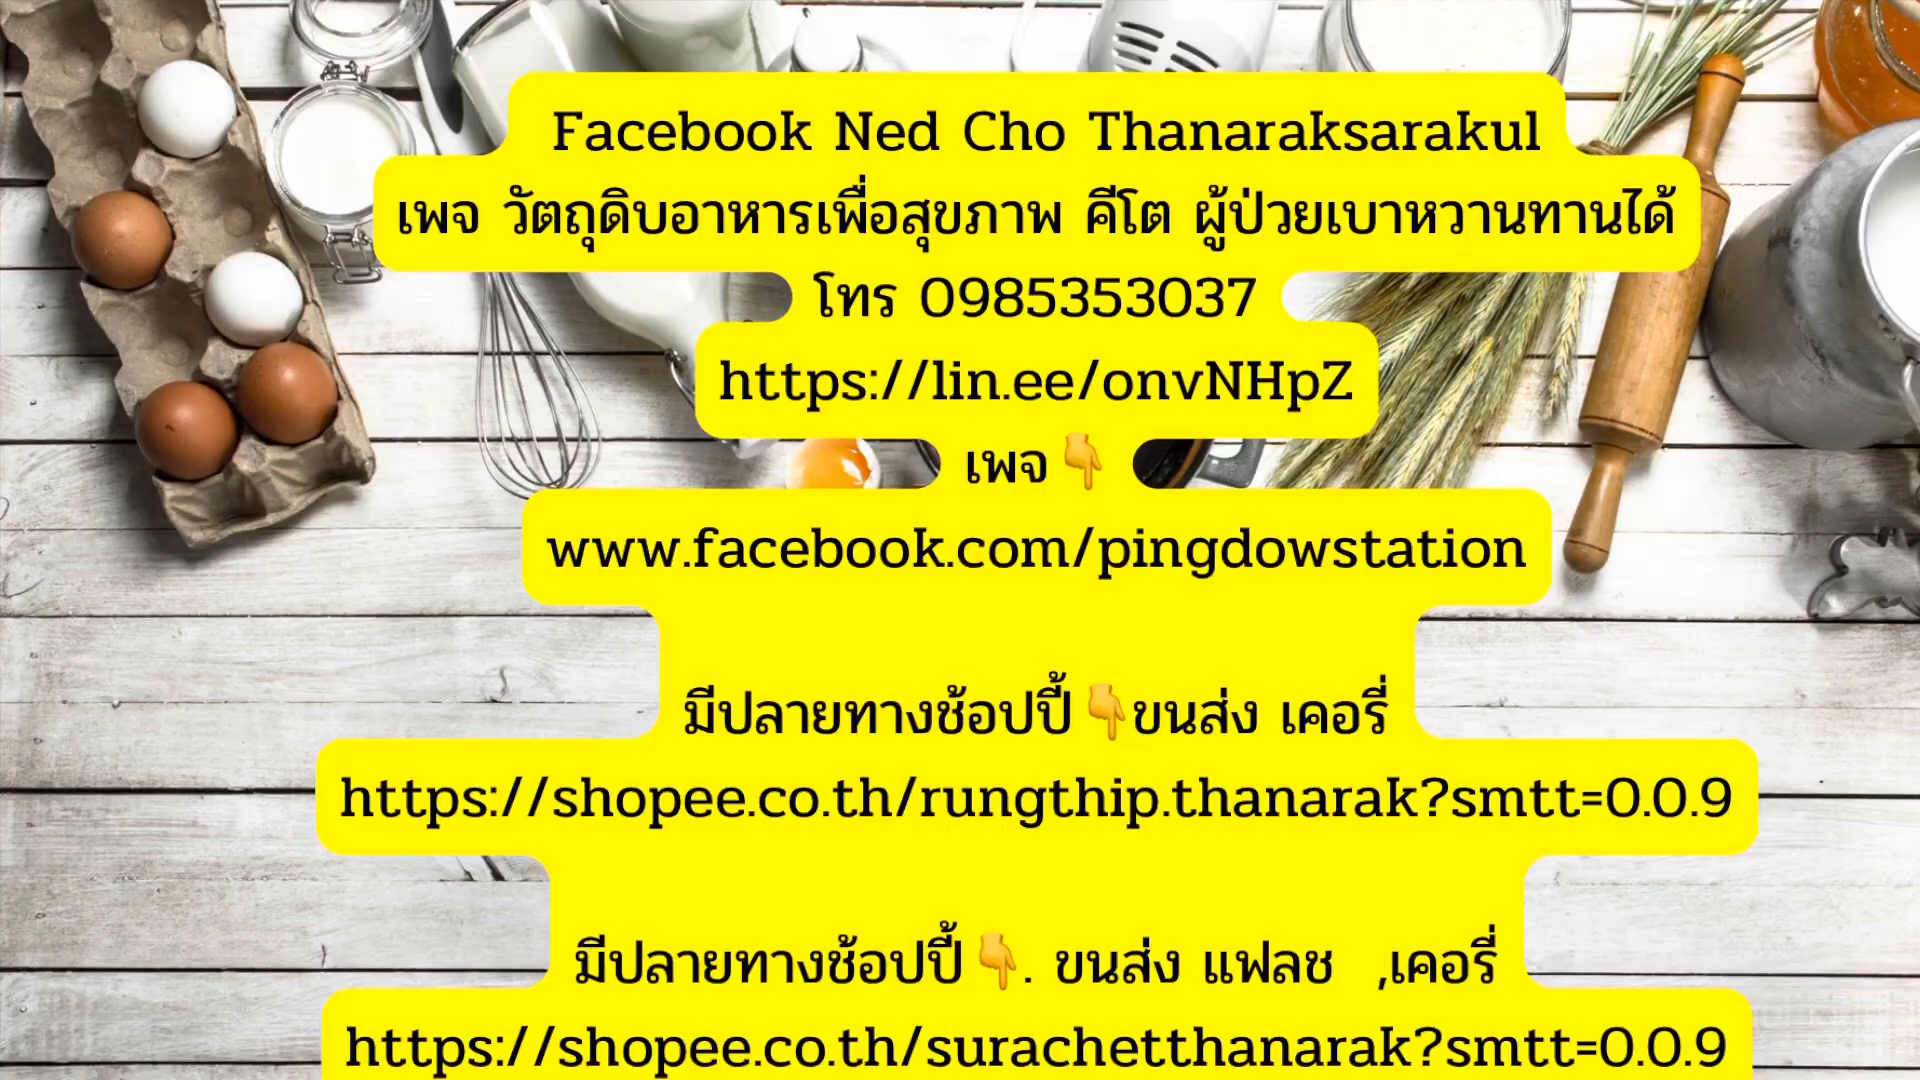 Facebook Ned Cho Thanaraksarakul
เพจ วัตถุดิบอาหารเพื่อสุขภาพ คีโต ผู้ป่วยเบาหวานทานได้
โทร 0985353037
https://lin.ee/onvNHpZ
เพจ👇
www.facebook.com/pingdowstation
มีปลายทางช้อปปี้👇ขนส่ง เคอรี่
https://shopee.co.th/rungthip.thanarak?smtt=0.0.9
มีปลายทางช้อปปี้👇. ขนส่ง แฟลช ,เคอรี่
https://shopee.co.th/surachetthanarak?smtt=0.0.9